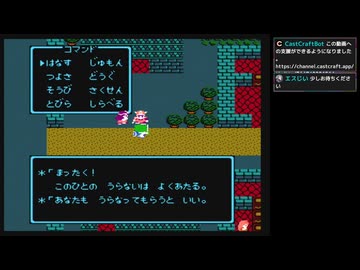 コマンド
▶はなす　じゅもん
つよさ　どうぐ
そうび　さくせん
とびら　しらべる
＊「まったく！
このひとの　うらないは　よくあたる。
＊「あなたも　うらなってもらうと　いい。
CastCraftBot この動画への支援ができるようになりました。
https://channel.castcraft.app/
エスじい 少しお待ちください